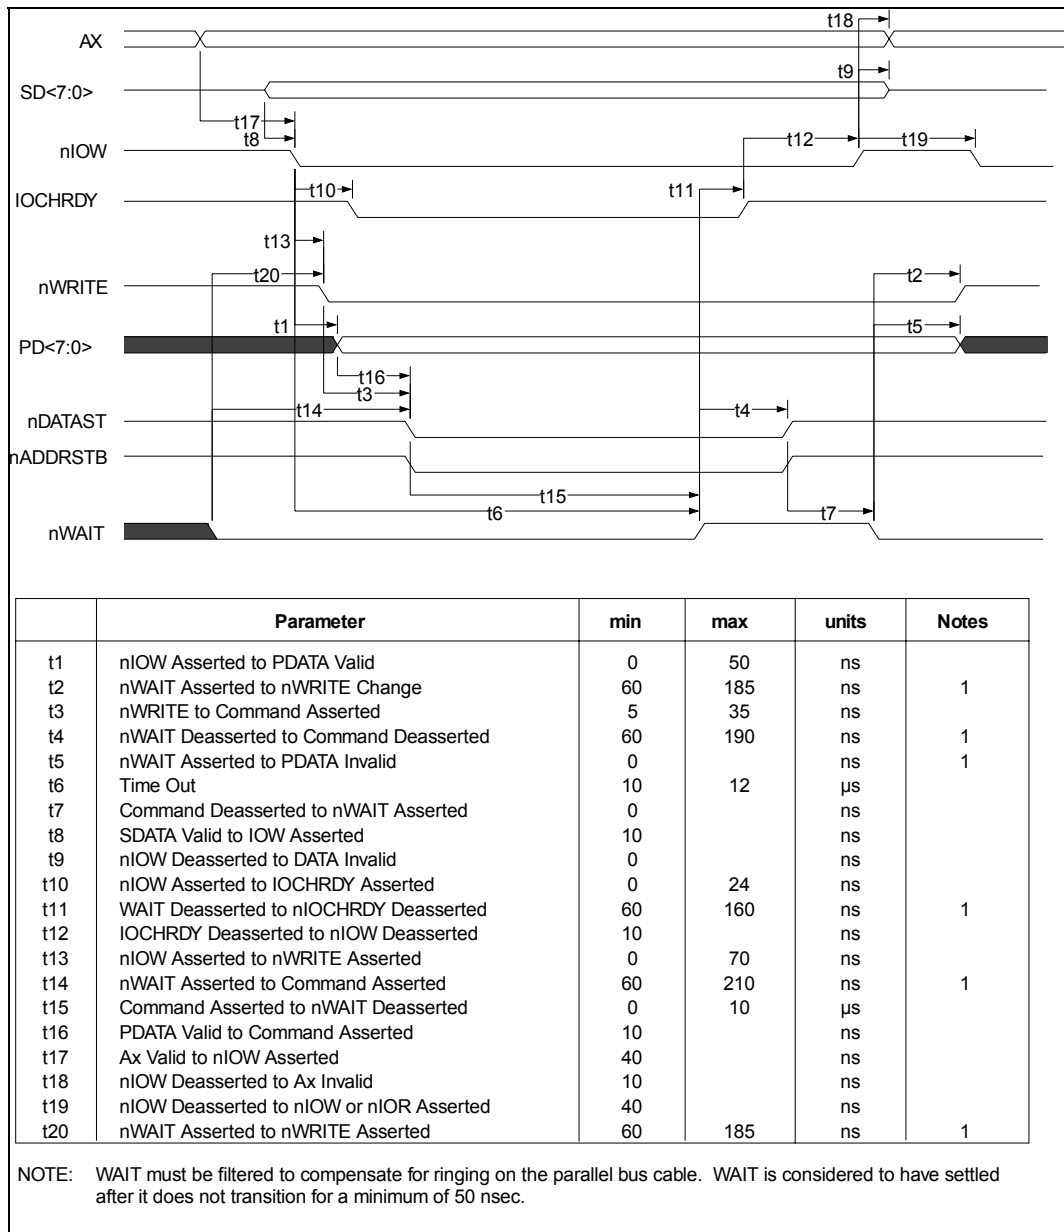 t18
AX
t9
SD<7:0>
t17
t8
t12
t19
nIOW
t10
t11
IOCHRDY
t13
t20
t2
nWRITE
t1
t5
PD<7:0>
t16
t3
t14
t4
nDATAST
nADDRSTB
t15
t6
t7
nWAIT
Parameter min max units Notes
t1 nIOW Asserted to PDATA Valid 0 50 ns
t2 nWAIT Asserted to nWRITE Change 60 185 ns 1
t3 nWRITE to Command Asserted 5 35 ns
t4 nWAIT Deasserted to Command Deasserted 60 190 ns 1
t5 nWAIT Asserted to PDATA Invalid 0 ns 1
t6 Time Out 10 12 µs
t7 Command Deasserted to nWAIT Asserted 0 ns
t8 SDATA Valid to IOW Asserted 10 ns
t9 nIOW Deasserted to DATA Invalid 0 ns
t10 nIOW Asserted to IOCHRDY Asserted 0 24 ns
t11 WAIT Deasserted to nIOCHRDY Deasserted 60 160 ns 1
t12 IOCHRDY Deasserted to nIOW Deasserted 10 ns
t13 nIOW Asserted to nWRITE Asserted 0 70 ns
t14 nWAIT Asserted to Command Asserted 60 210 ns 1
t15 Command Asserted to nWAIT Deasserted 0 10 µs
t16 PDATA Valid to Command Asserted 10 ns
t17 Ax Valid to nIOW Asserted 40 ns
t18 nIOW Deasserted to Ax Invalid 10 ns
t19 nIOW Deasserted to nIOW or nIOR Asserted 40 ns
t20 nWAIT Asserted to nWRITE Asserted 60 185 ns 1
NOTE: WAIT must be filtered to compensate for ringing on the parallel bus cable. WAIT is considered to have settled
after it does not transition for a minimum of 50 nsec.